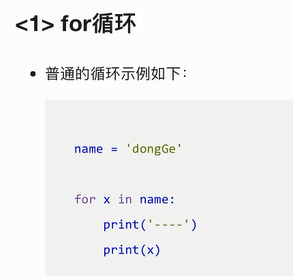 <1> for循环
• 普通的循环示例如下：
name = 'dongGe'
for x in name:
    print('----')
    print(x)